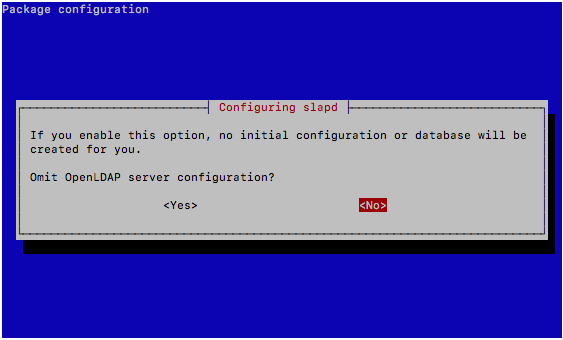 Package configuration
Configuring slapd
If you enable this option, no initial configuration or database will be
created for you.
Omit OpenLDAP server configuration?
<Yes> <No>